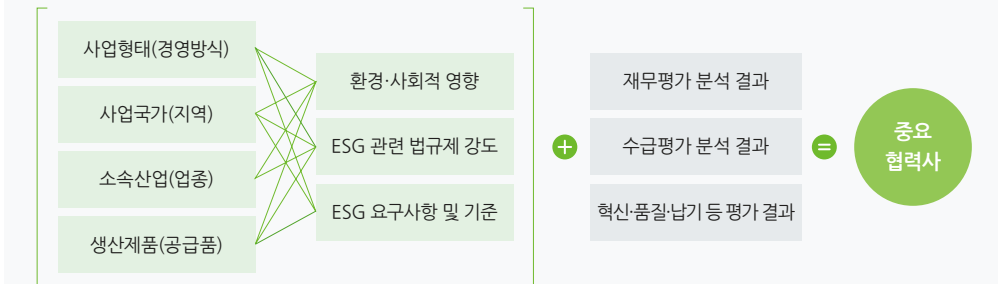 사업형태(경영방식)
사업국가(지역)
소속산업(업종)
생산제품(공급품)
환경·사회적 영향
ESG 관련 법규제 강도
ESG 요구사항 및 기준
+
재무평가 분석 결과
수급평가 분석 결과
혁신·품질·납기 등 평가 결과
=
중요
협력사